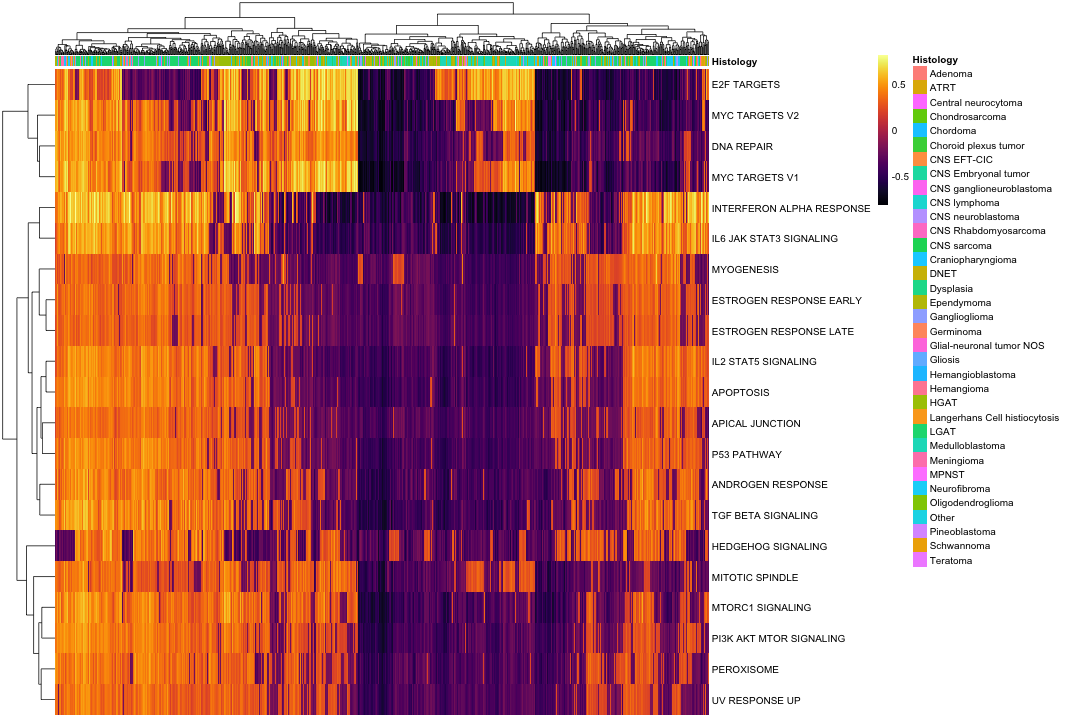 Histology
E2F TARGETS
MYC TARGETS V2
DNA REPAIR
MYC TARGETS V1
INTERFERON ALPHA RESPONSE
IL6 JAK STAT3 SIGNALING
MYOGENESIS
ESTROGEN RESPONSE EARLY
ESTROGEN RESPONSE LATE
IL2 STAT5 SIGNALING
APOPTOSIS
APICAL JUNCTION
P53 PATHWAY
ANDROGEN RESPONSE
TGF BETA SIGNALING
HEDGEHOG SIGNALING
MITOTIC SPINDLE
MTORC1 SIGNALING
PI3K AKT MTOR SIGNALING
PEROXISOME
UV RESPONSE UP
0.5
0
-0.5
Histology
Adenoma
ATRT
Central neurocytoma
Chondrosarcoma
Chordoma
Choroid plexus tumor
CNS EFT-CIC
CNS Embryonal tumor
CNS ganglioneuroblastoma
CNS lymphoma
CNS neuroblastoma
CNS Rhabdomyosarcoma
CNS sarcoma
Craniopharyngioma
DNET
Dysplasia
Ependymoma
Ganglioglioma
Germinoma
Glial-neuronal tumor NOS
Gliosis
Hemangioblastoma
Hemangioma
HGAT
Langerhans Cell histiocytosis
LGAT
Medulloblastoma
Meningioma
MPNST
Neurofibroma
Oligodendroglioma
Other
Pineoblastoma
Schwannoma
Teratoma